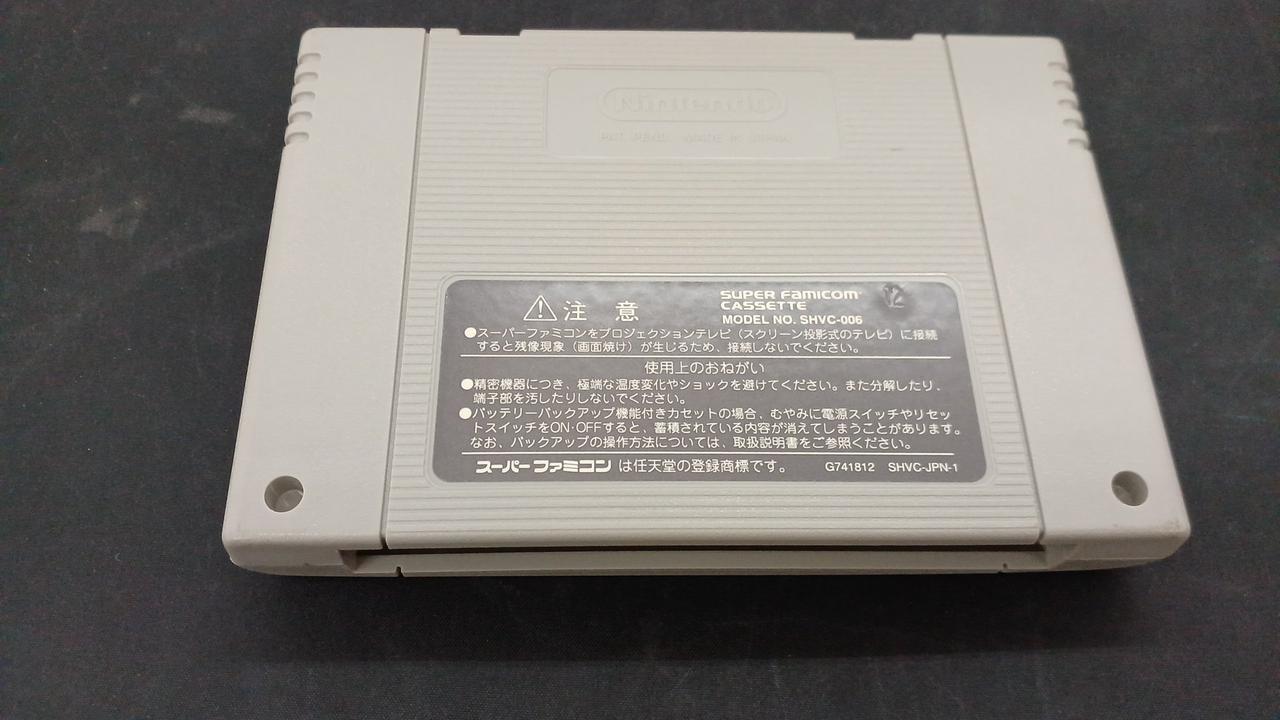 Nintendo
PAT. PEND. MADE IN JAPAN
注 意
SUPER FAMICOM
CASSETTE
MODEL NO. SHVC-006
12
●スーパーファミコンをプロジェクションテレビ（スクリーン投影式のテレビ）に接続
すると残像現象（画面焼け）が生じるため、接続しないでください。
使用上のおねがい
●精密機器につき、極端な温度変化やショックを避けてください。また分解したり、
端子部を汚したりしないでください。
●バッテリーバックアップ機能付きカセットの場合、むやみに電源スイッチやリセッ
トスイッチをON·OFFすると、蓄積されている内容が消えてしまうことがあります。
なお、バックアップの操作方法については、取扱説明書をご参照ください。
スーパーファミコン は任天堂の登録商標です。 G741812 SHVC-JPN-1